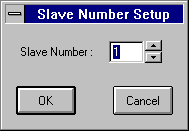 Slave Number Setup
Slave Number : 1
OK Cancel